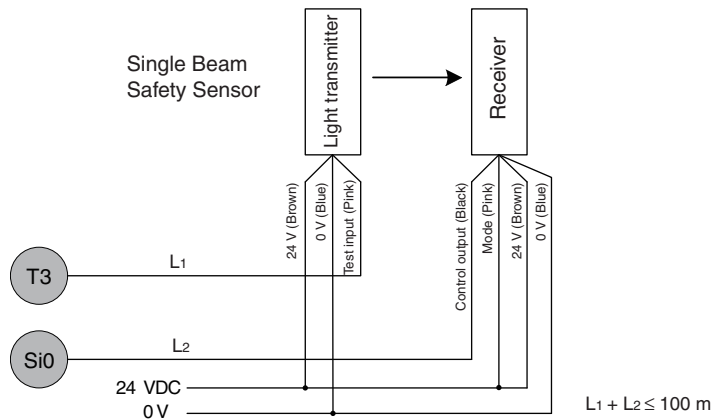 Single Beam
Safety Sensor
Light transmitter
Receiver
24 V (Brown)
0 V (Blue)
Test input (Pink)
Control output (Black)
Mode (Pink)
24 V (Brown)
0 V (Blue)
T3
L1
Si0
L2
24 VDC
0 V
L1 + L2 ≤ 100 m